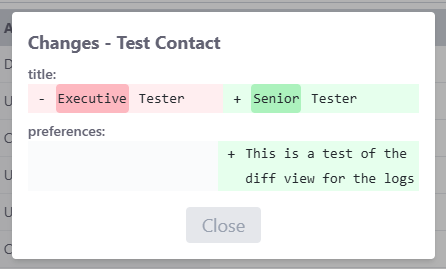 Changes - Test Contact
title:
- Executive Tester + Senior Tester
preferences:
+ This is a test of the
diff view for the logs
Close